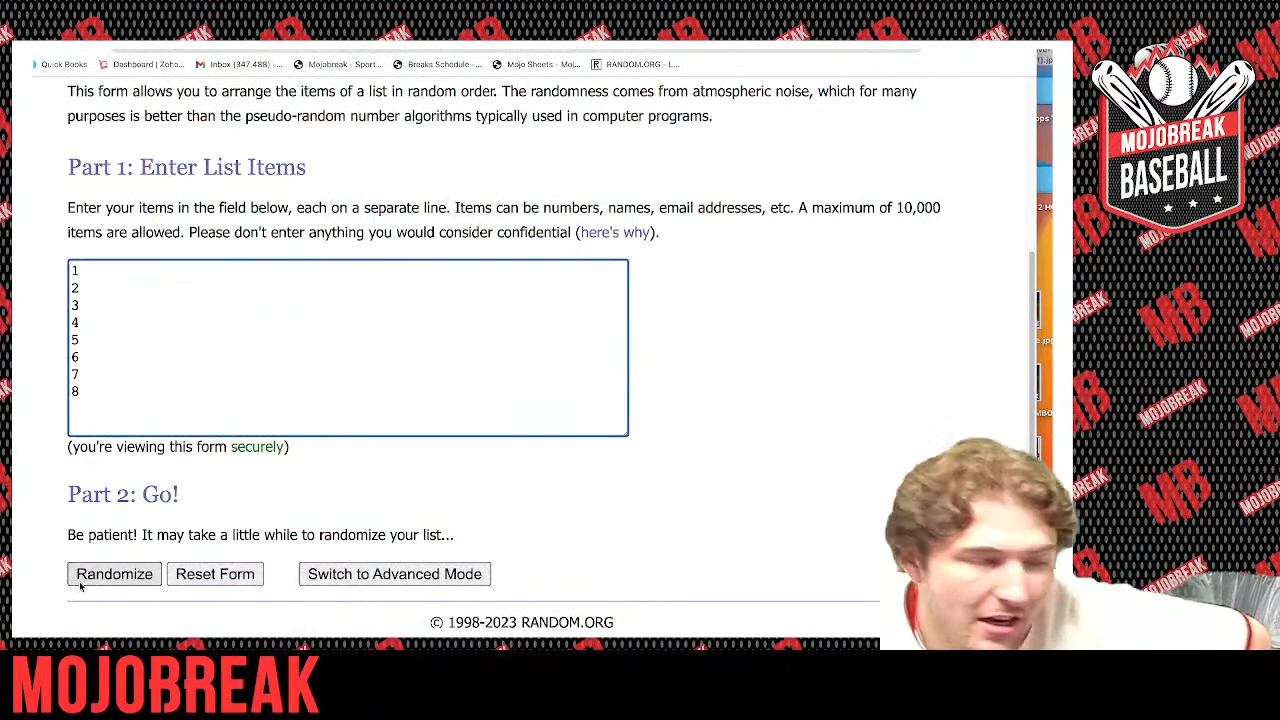 Quick Books
Dashboard | Zoho...
Inbox (347,488) -...
Mojobreak - Sport...
Breaks Schedule -...
Mojo Sheets - Moj...
RANDOM.ORG - L...
This form allows you to arrange the items of a list in random order. The randomness comes from atmospheric noise, which for many
purposes is better than the pseudo-random number algorithms typically used in computer programs.
Part 1: Enter List Items
Enter your items in the field below, each on a separate line. Items can be numbers, names, email addresses, etc. A maximum of 10,000
items are allowed. Please don't enter anything you would consider confidential (here's why).
1
2
3
4
5
6
7
8
(you're viewing this form securely)
Part 2: Go!
Be patient! It may take a little while to randomize your list...
Randomize
Reset Form
Switch to Advanced Mode
© 1998-2023 RANDOM.ORG
MOJOBREAK
BASEBALL
MB
MOJOBREAK
MB
MOJOBREAK